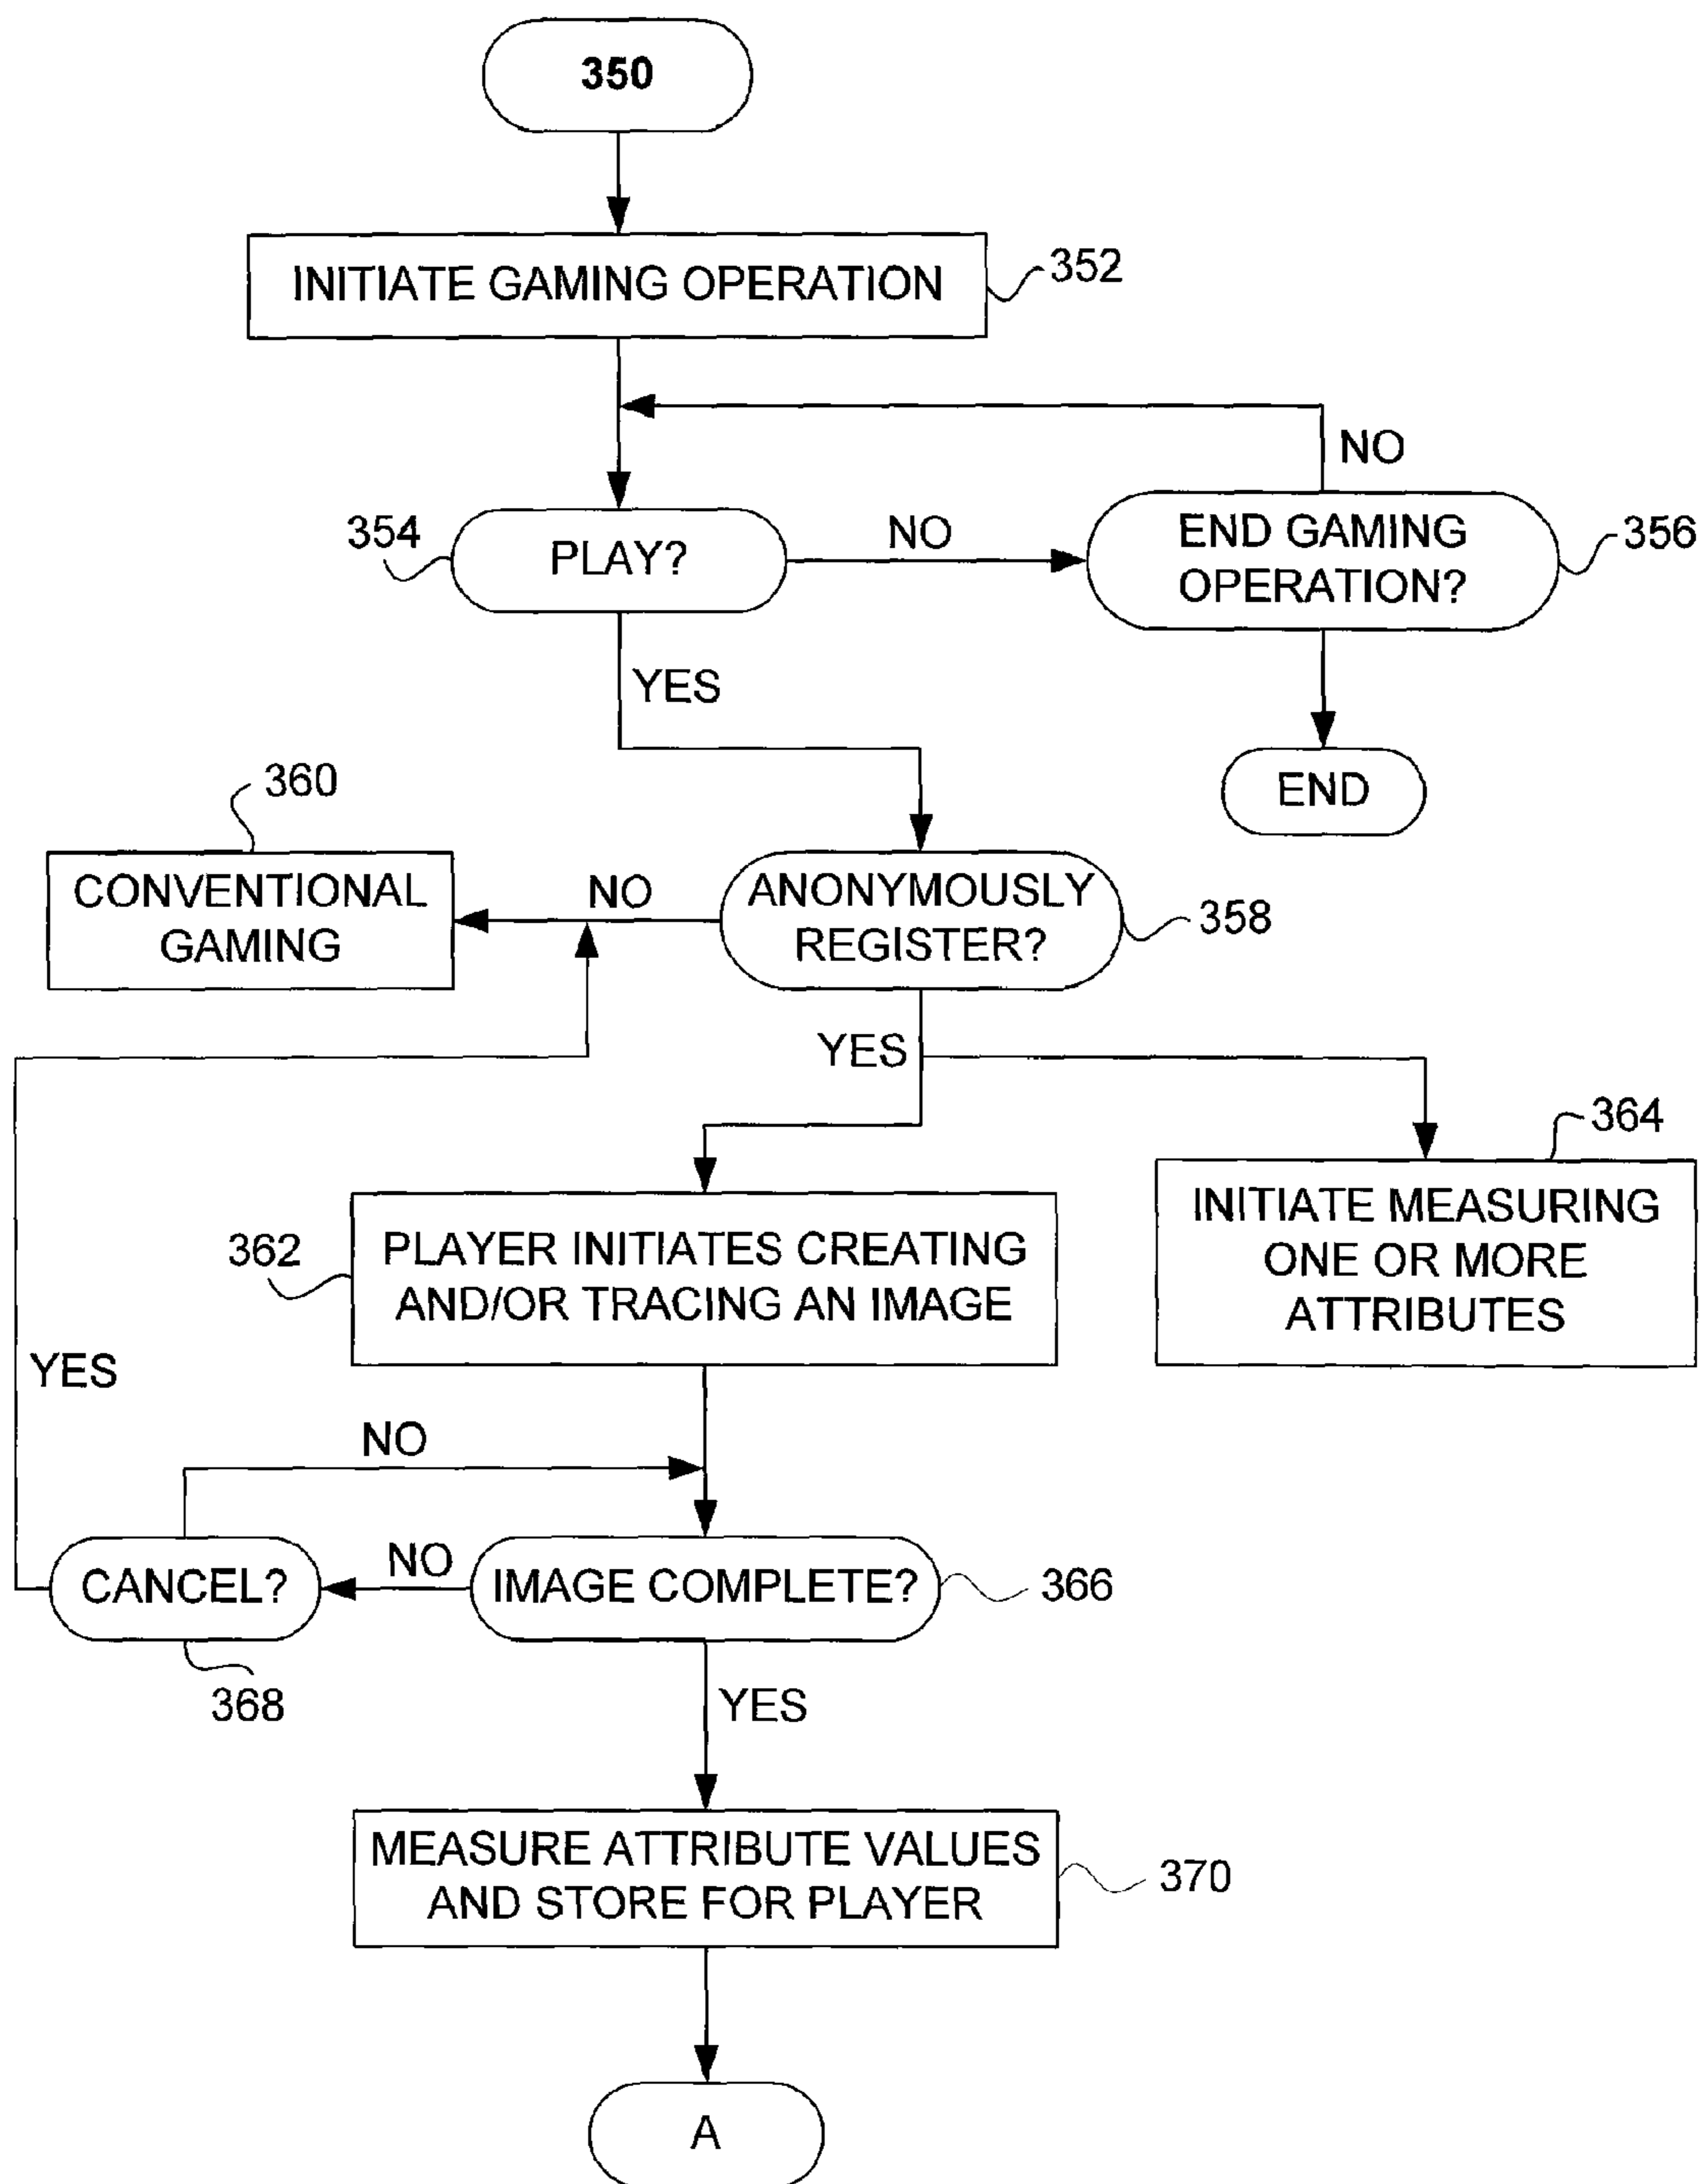 350
INITIATE GAMING OPERATION
352
NO
354
PLAY?
NO
END GAMING
OPERATION?
356
YES
END
360
CONVENTIONAL
GAMING
NO
ANONYMOUSLY
REGISTER?
358
YES
364
INITIATE MEASURING
ONE OR MORE
ATTRIBUTES
362
PLAYER INITIATES CREATING
AND/OR TRACING AN IMAGE
YES
NO
CANCEL?
NO
IMAGE COMPLETE?
366
368
YES
MEASURE ATTRIBUTE VALUES
AND STORE FOR PLAYER
370
A